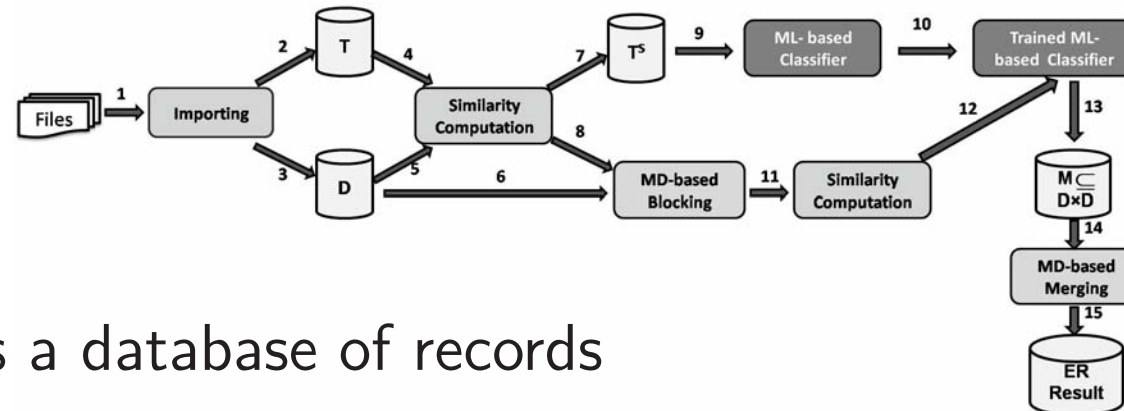 Files
1
Importing
2
3
T
D
4
5
6
Similarity
Computation
7
8
T^S
9
ML- based
Classifier
10
Trained ML-
based Classifier
MD-based
Blocking
11
Similarity
Computation
12
13
M ⊆
D×D
14
MD-based
Merging
15
ER
Result
s a database of records